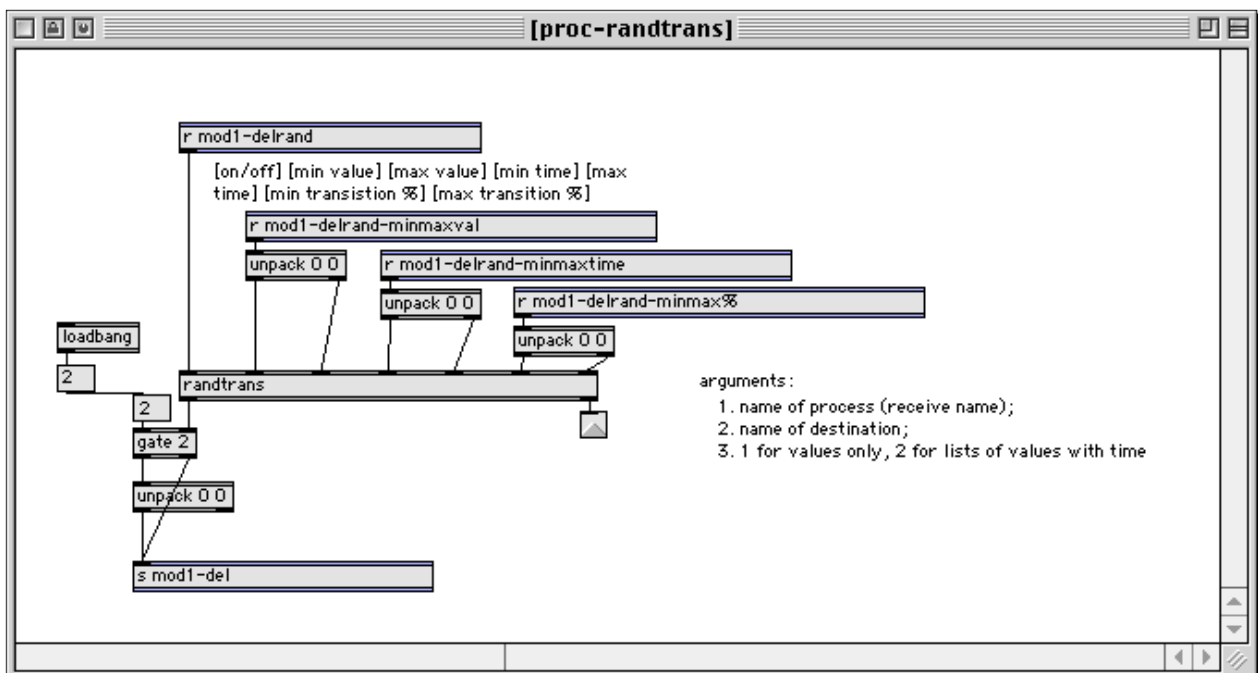 [proc-randtrans]
r mod1-delrand
[on/off] [min value] [max value] [min time] [max
time] [min transistion %] [max transition %]
r mod1-delrand-minmaxval
unpack 0 0
r mod1-delrand-minmaxtime
unpack 0 0
r mod1-delrand-minmax%
unpack 0 0
loadbang
2
randtrans
2
gate 2
unpack 0 0
s mod1-del
arguments:
1. name of process (receive name);
2. name of destination;
3. 1 for values only, 2 for lists of values with time